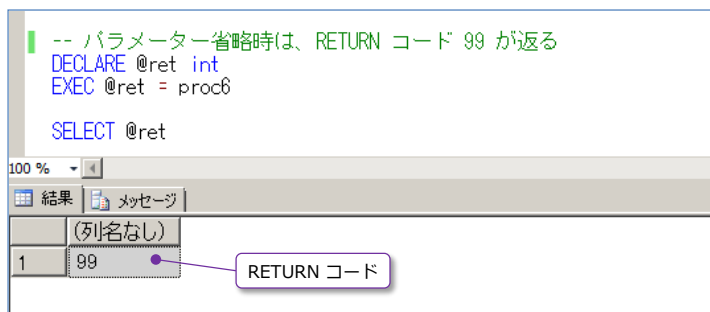 -- パラメーター省略時は、RETURN コード 99 が返る
DECLARE @ret int
EXEC @ret = proc6
SELECT @ret
100 %
結果 メッセージ
(列名なし)
1 99
RETURN コード